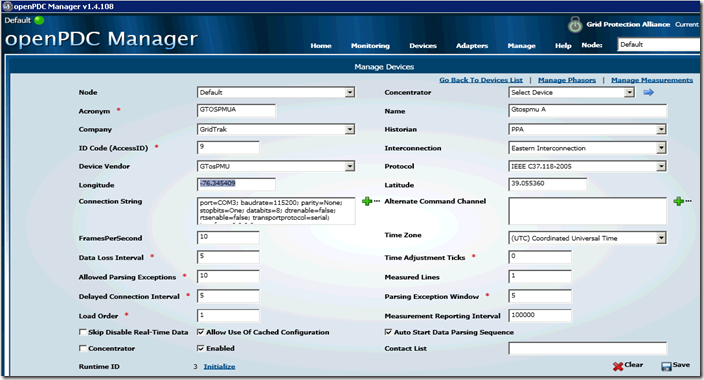 openPDC Manager v1.4.108
Default
Grid Protection Alliance Current
openPDC Manager
Home Monitoring Devices Adapters Manage Help Node: Default
Manage Devices
Go Back To Devices List | Manage Phasors | Manage Measurements
Node Default Concentrator Select Device
Acronym * GTOSPMUA Name Gtospmu A
Company GridTrak Historian PPA
ID Code (AccessID) * 9 Interconnection Eastern Interconnection
Device Vendor GTosPMU Protocol IEEE C37.118-2005
Longitude -76.345409 Latitude 39.055360
Connection String port=COM3; baudrate=115200; parity=None; Alternate Command Channel
stopbits=One; databits=8; dtrenable=false;
rtsenable=false; transportprotocol=serial;
FramesPerSecond 10 Time Zone (UTC) Coordinated Universal Time
Data Loss Interval * 5 Time Adjustment Ticks * 0
Allowed Parsing Exceptions * 10 Measured Lines 1
Delayed Connection Interval * 5 Parsing Exception Window * 5
Load Order * 1 Measurement Reporting Interval 100000
Skip Disable Real-Time Data Allow Use Of Cached Configuration Auto Start Data Parsing Sequence
Concentrator Enabled Contact List
Runtime ID 3 Initialize Clear Save